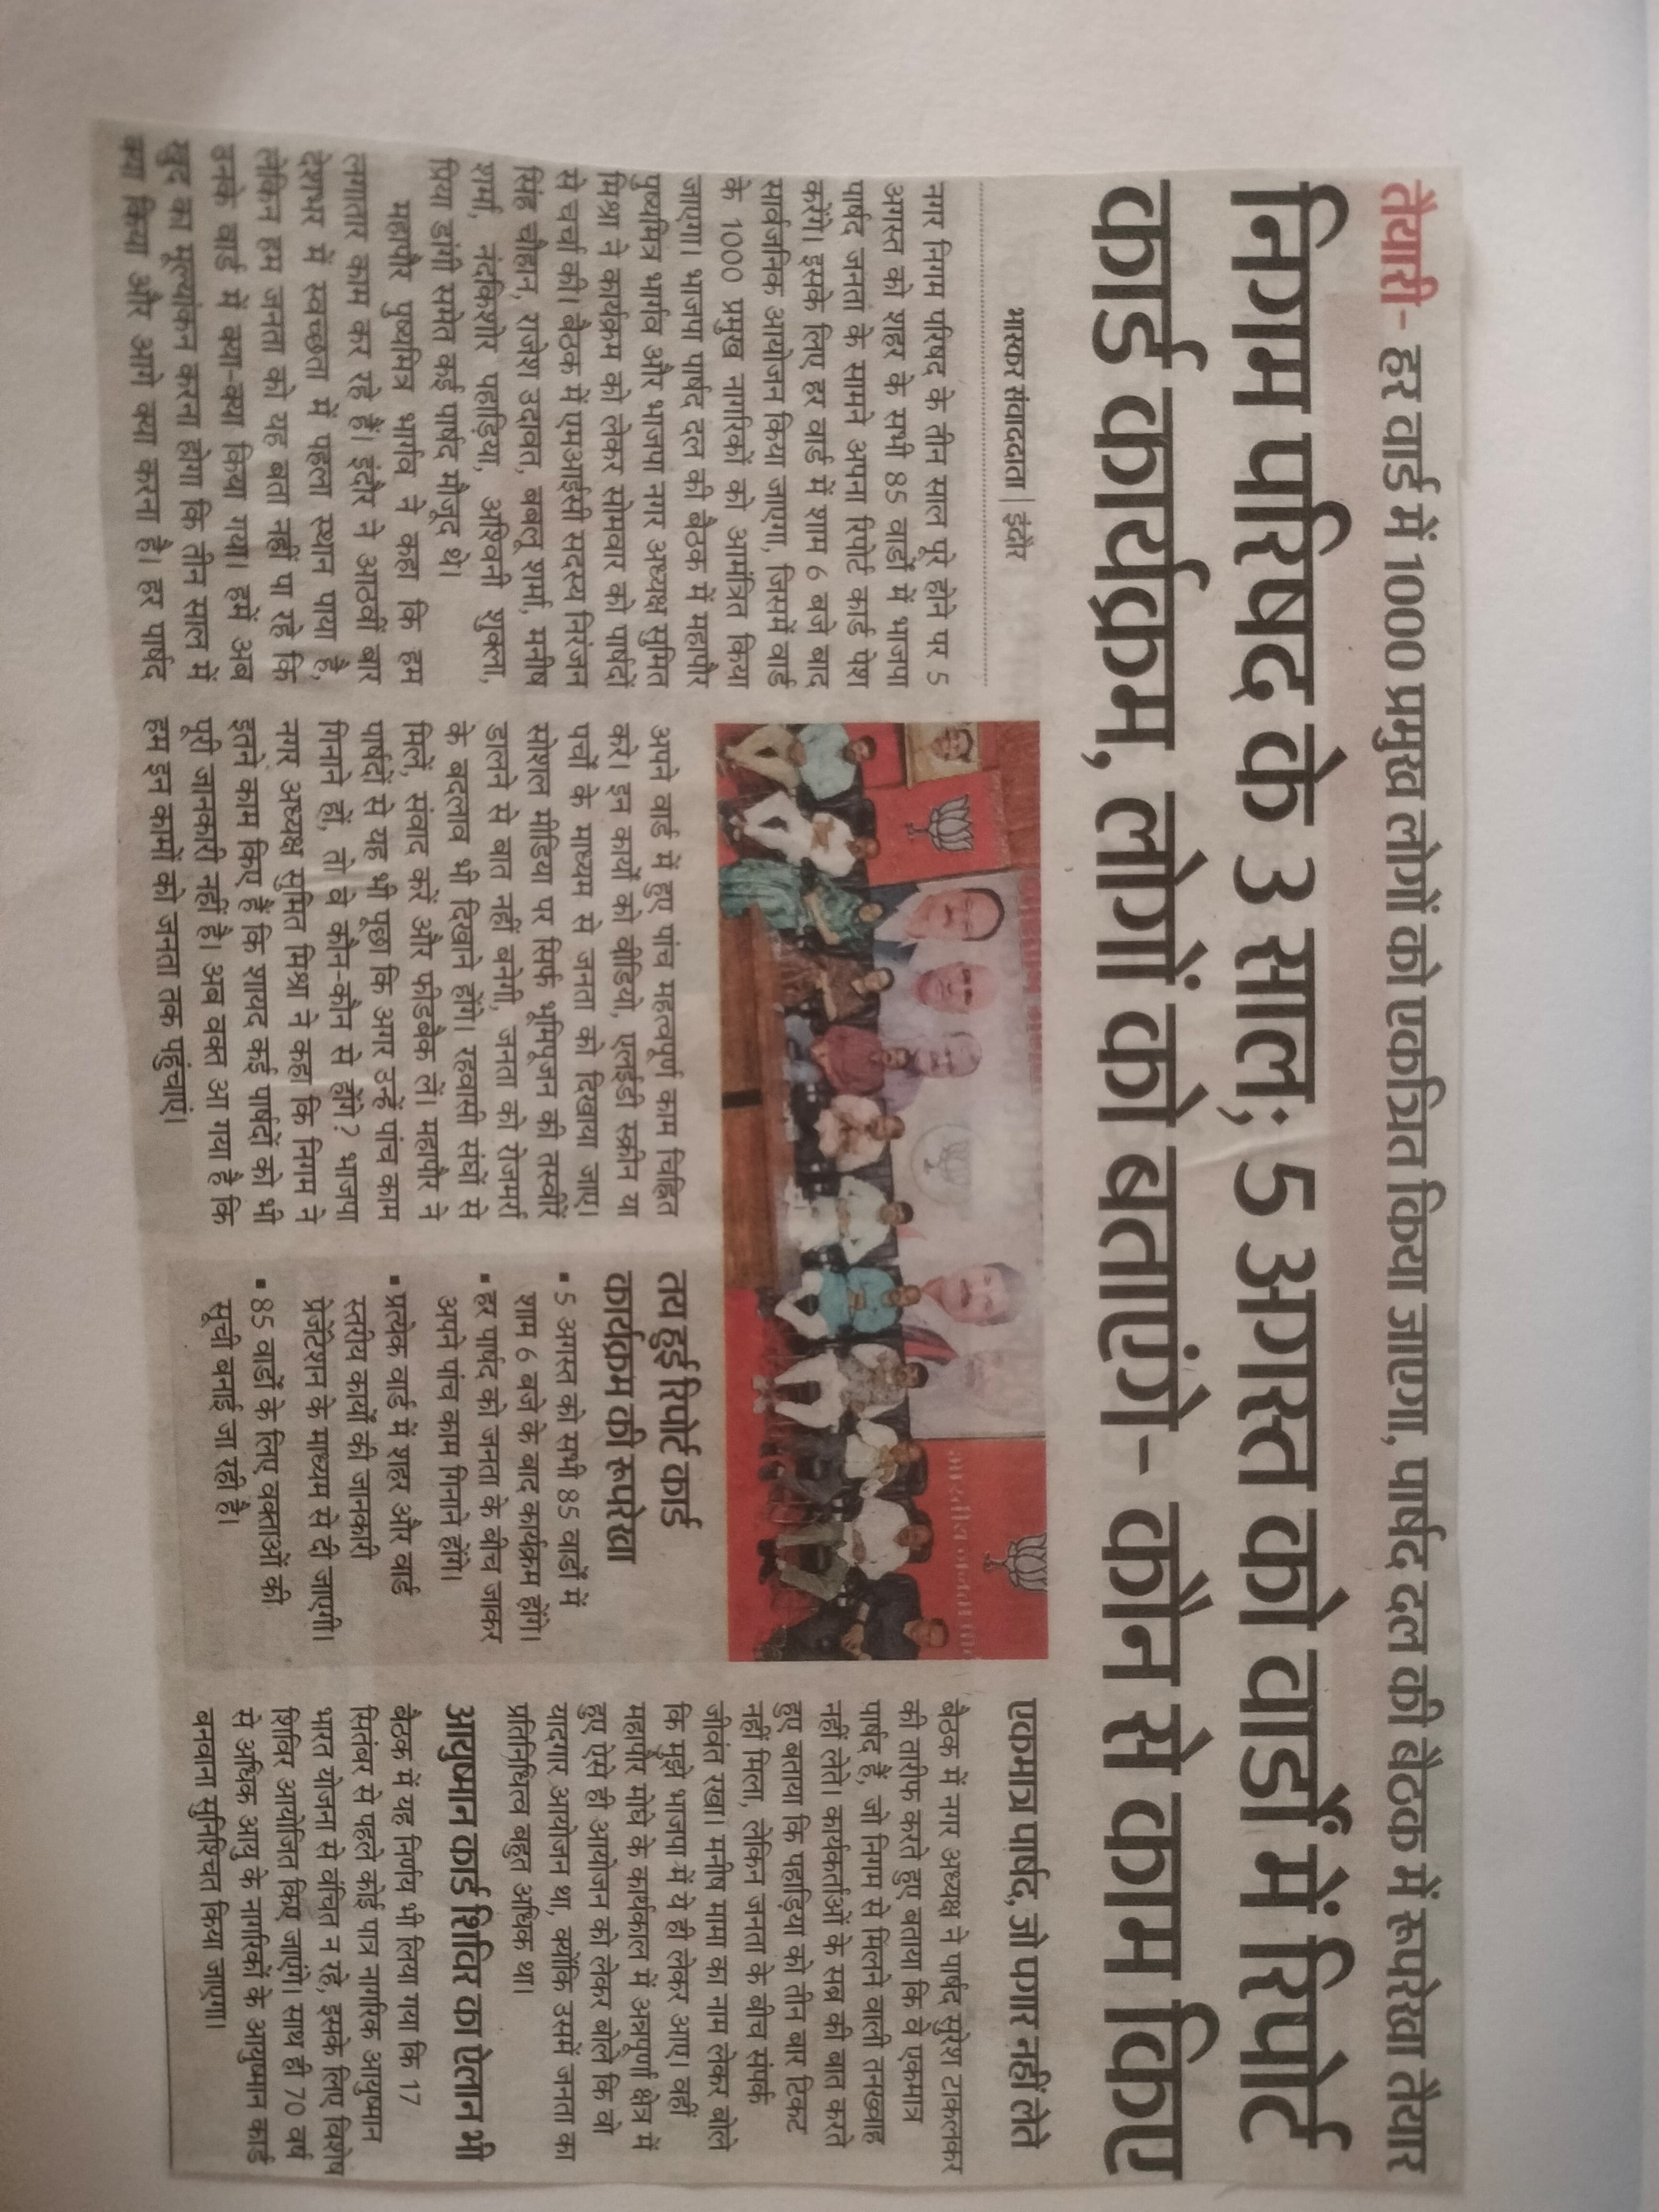 तैयारी- हर वार्ड में 1000 प्रमुख लोगों को एकत्रित किया जाएगा, पार्षद दल की बैठक में रूपरेखा तैयार
निगम परिषद के 3 साल; 5 अगस्त को वार्डों में रिपोर्ट
कार्ड कार्यक्रम, लोगों को बताएंगे- कौन से काम किए
भास्कर संवाददाता | इंदौर
नगर निगम परिषद के तीन साल पूरे होने पर 5
अगस्त को शहर के सभी 85 वार्डों में भाजपा
पार्षद जनता के सामने अपना रिपोर्ट कार्ड पेश
करेंगे। इसके लिए हर वार्ड में शाम 6 बजे बाद
सार्वजनिक आयोजन किया जाएगा, जिसमें वार्ड
के 1000 प्रमुख नागरिकों को आमंत्रित किया
जाएगा। भाजपा पार्षद दल की बैठक में महापौर
पुष्यमित्र भार्गव और भाजपा नगर अध्यक्ष सुमित
मिश्रा ने कार्यक्रम को लेकर सोमवार को पार्षदों
से चर्चा की। बैठक में एमआईसी सदस्य निरंजन
सिंह चौहान, राजेश उदावत, बबलू शर्मा, मनीष
शर्मा, नंदकिशोर पहाड़िया, अश्विनी शुक्ला,
प्रिया डांगी समेत कई पार्षद मौजूद थे।
महापौर पुष्यमित्र भार्गव ने कहा कि हम
लगातार काम कर रहे हैं। इंदौर ने आठवीं बार
देशभर में स्वच्छता में पहला स्थान पाया है,
लेकिन हम जनता को यह बता नहीं पा रहे कि
उनके वार्ड में क्या-क्या किया गया। हमें अब
खुद का मूल्यांकन करना होगा कि तीन साल में
क्या किया और आगे क्या करना है। हर पार्षद
अपने वार्ड में हुए पांच महत्वपूर्ण काम चिह्नित
करे। इन कार्यों को वीडियो, एलईडी स्क्रीन या
पर्चों के माध्यम से जनता को दिखाया जाए।
सोशल मीडिया पर सिर्फ भूमिपूजन की तस्वीरें
डालने से बात नहीं बनेगी, जनता को रोजमर्रा
के बदलाव भी दिखाने होंगे। रहवासी संघों से
मिलें, संवाद करें और फीडबैक लें। महापौर ने
पार्षदों से यह भी पूछा कि अगर उन्हें पांच काम
गिनाने हों, तो वे कौन-कौन से होंगे? भाजपा
नगर अध्यक्ष सुमित मिश्रा ने कहा कि निगम ने
इतने काम किए हैं कि शायद कई पार्षदों को भी
पूरी जानकारी नहीं है। अब वक्त आ गया है कि
हम इन कामों को जनता तक पहुंचाएं।
तय हुई रिपोर्ट कार्ड
कार्यक्रम की रूपरेखा
▪ 5 अगस्त को सभी 85 वार्डों में
शाम 6 बजे के बाद कार्यक्रम होंगे।
▪ हर पार्षद को जनता के बीच जाकर
अपने पांच काम गिनाने होंगे।
▪ प्रत्येक वार्ड में शहर और वार्ड
स्तरीय कार्यों की जानकारी
प्रेजेंटेशन के माध्यम से दी जाएगी।
▪ 85 वार्डों के लिए वक्ताओं की
सूची बनाई जा रही है।
एकमात्र पार्षद, जो पगार नहीं लेते
बैठक में नगर अध्यक्ष ने पार्षद सुरेश टाकलकर
की तारीफ करते हुए बताया कि वे एकमात्र
पार्षद हैं, जो निगम से मिलने वाली तनख्वाह
नहीं लेते। कार्यकर्ताओं के सब्र की बात करते
हुए बताया कि पहाड़िया को तीन बार टिकट
नहीं मिला, लेकिन जनता के बीच संपर्क
जीवंत रखा। मनीष मामा का नाम लेकर बोले
कि मुझे भाजपा में ये ही लेकर आए। वहीं
महापौर मोघे के कार्यकाल में अन्नपूर्णा क्षेत्र में
हुए ऐसे ही आयोजन को लेकर बोले कि वो
यादगार आयोजन था, क्योंकि उसमें जनता का
प्रतिनिधित्व बहुत अधिक था।
आयुष्मान कार्ड शिविर का ऐलान भी
बैठक में यह निर्णय भी लिया गया कि 17
सितंबर से पहले कोई पात्र नागरिक आयुष्मान
भारत योजना से वंचित न रहे, इसके लिए विशेष
शिविर आयोजित किए जाएंगे। साथ ही 70 वर्ष
से अधिक आयु के नागरिकों के आयुष्मान कार्ड
बनवाना सुनिश्चित किया जाएगा।